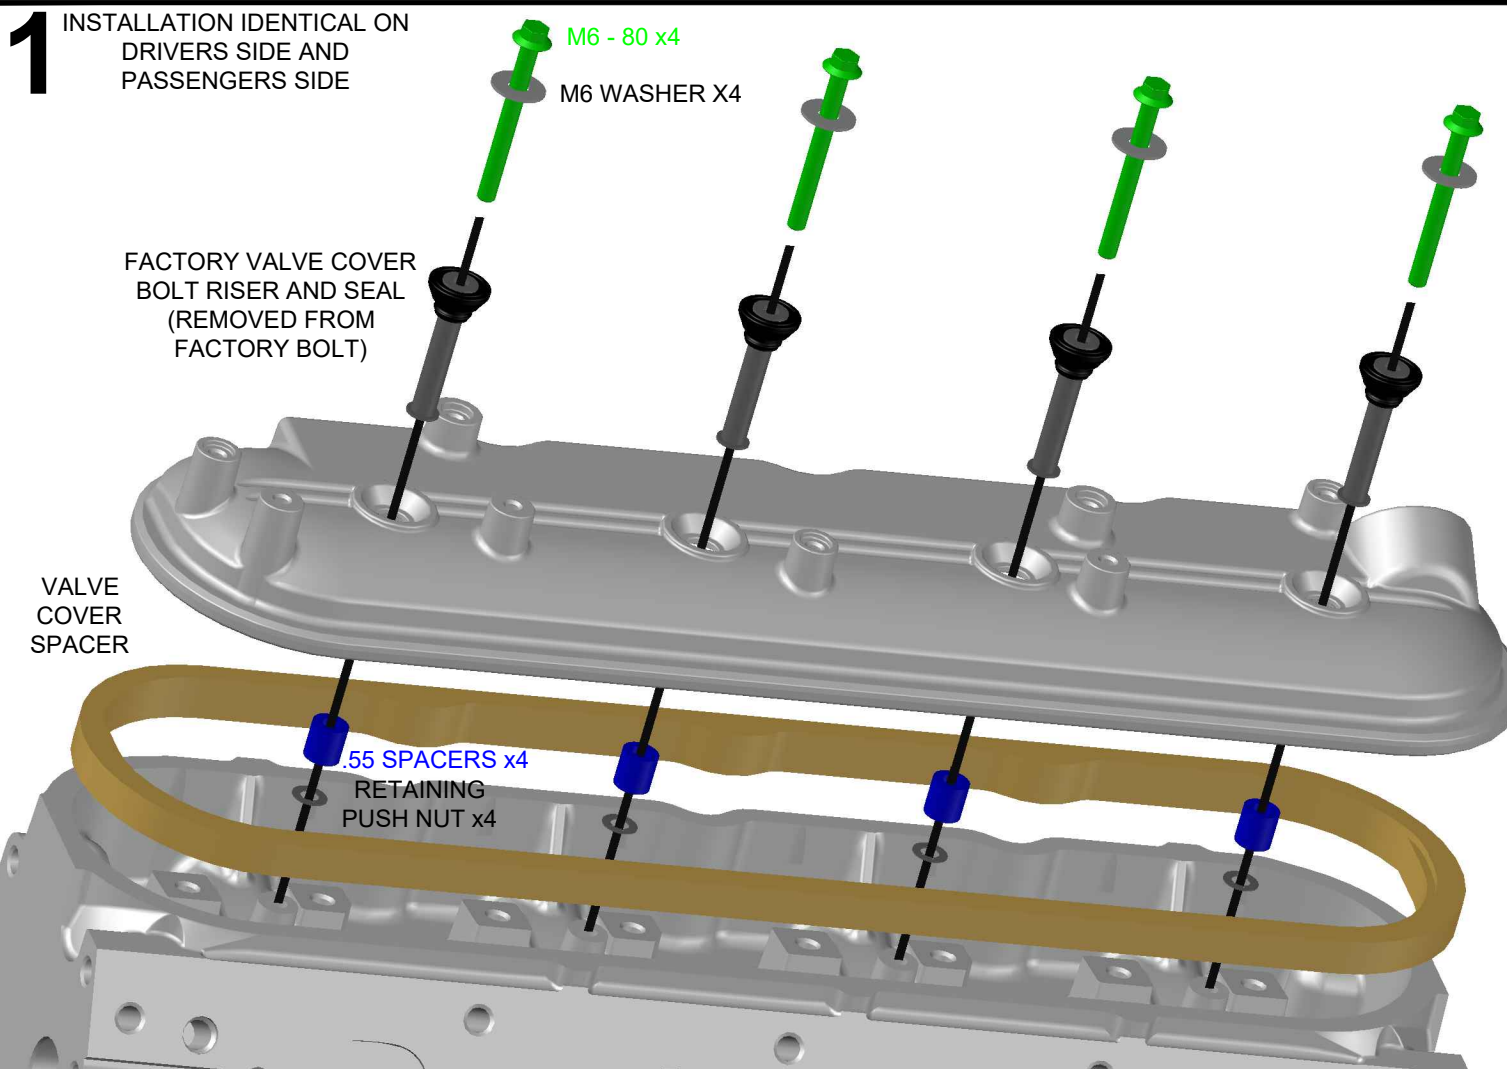 1
INSTALLATION IDENTICAL ON
DRIVERS SIDE AND
PASSENGERS SIDE
M6 - 80 x4
M6 WASHER X4
FACTORY VALVE COVER
BOLT RISER AND SEAL
(REMOVED FROM
FACTORY BOLT)
VALVE
COVER
SPACER
.55 SPACERS x4
RETAINING
PUSH NUT x4